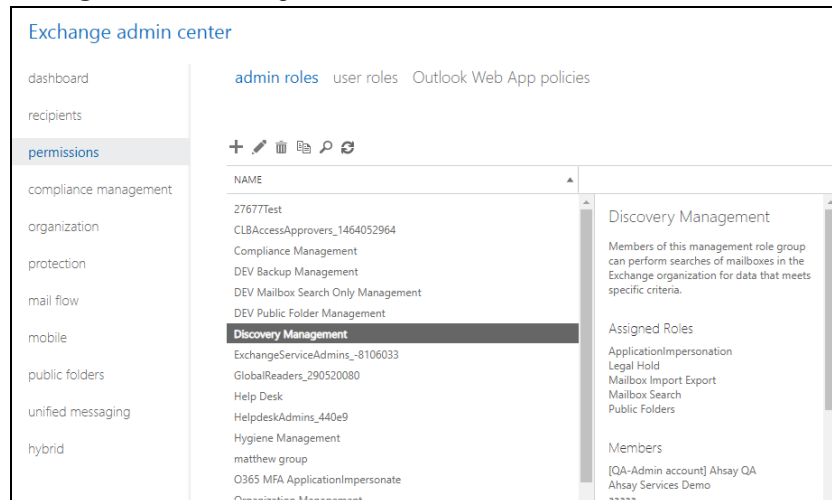 Exchange admin center
dashboard
recipients
permissions
compliance management
organization
protection
mail flow
mobile
public folders
unified messaging
hybrid
admin roles user roles Outlook Web App policies
NAME
27677Test
CLBAccessApprovers_1464052964
Compliance Management
DEV Backup Management
DEV Mailbox Search Only Management
DEV Public Folder Management
Discovery Management
ExchangeServiceAdmins_-8106033
GlobalReaders_290520080
Help Desk
HelpdeskAdmins_440e9
Hygiene Management
matthew group
O365 MFA ApplicationImpersonate
Organization Management
Discovery Management
Members of this management role group
can perform searches of mailboxes in the
Exchange organization for data that meets
specific criteria.
Assigned Roles
ApplicationImpersonation
Legal Hold
Mailbox Import Export
Mailbox Search
Public Folders
Members
[QA-Admin account] Ahsay QA
Ahsay Services Demo